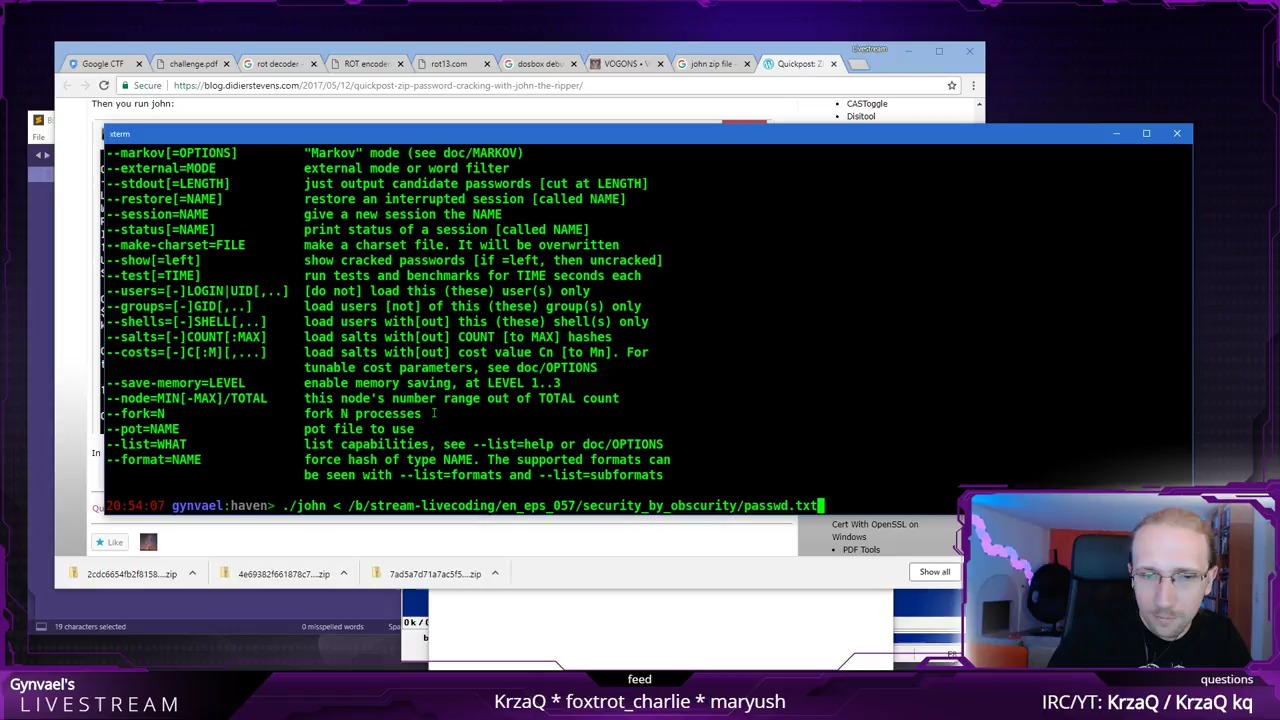 Livestream
Google CTF
challenge.pdf
rot decoder -
ROT encoder
rot13.com
dosbox debu
VOGONS •
john zip file -
Quickpost: Z
Secure
https://blog.didierstevens.com/2017/05/12/quickpost-zip-password-cracking-with-john-the-ripper/
Then you run john:
CASToggle
Disitool
File
xterm
--markov[=OPTIONS] "Markov" mode (see doc/MARKOV)
--external=MODE external mode or word filter
--stdout[=LENGTH] just output candidate passwords [cut at LENGTH]
--restore[=NAME] restore an interrupted session [called NAME]
--session=NAME give a new session the NAME
--status[=NAME] print status of a session [called NAME]
--make-charset=FILE make a charset file. It will be overwritten
--show[=left] show cracked passwords [if =left, then uncracked]
--test[=TIME] run tests and benchmarks for TIME seconds each
--users=[-]LOGIN|UID[,..] [do not] load this (these) user(s) only
--groups=[-]GID[,..] load users [not] of this (these) group(s) only
--shells=[-]SHELL[,..] load users with[out] this (these) shell(s) only
--salts=[-]COUNT[:MAX] load salts with[out] COUNT [to MAX] hashes
--costs=[-]C[:M][,...] load salts with[out] cost value Cn [to Mn]. For
tunable cost parameters, see doc/OPTIONS
--save-memory=LEVEL enable memory saving, at LEVEL 1..3
--node=MIN[-MAX]/TOTAL this node's number range out of TOTAL count
--fork=N fork N processes
--pot=NAME pot file to use
--list=WHAT list capabilities, see --list=help or doc/OPTIONS
--format=NAME force hash of type NAME. The supported formats can
be seen with --list=formats and --list=subformats
20:54:07 gynvael:haven> ./john < /b/stream-livecoding/en_eps_057/security_by_obscurity/passwd.txt
In
Qu
Like
Cert With OpenSSL on
Windows
PDF Tools
2cdc6654fb2f8158....zip
4e69382f661878c7....zip
7ad5a7d71a7ac5f5....zip
Show all
19 characters selected
0 misspelled words
Spa
0 k / 0
b
Gynvael's
LIVESTREAM
feed
KrzaQ * foxtrot_charlie * maryush
questions
IRC/YT: KrzaQ / KrzaQ kq